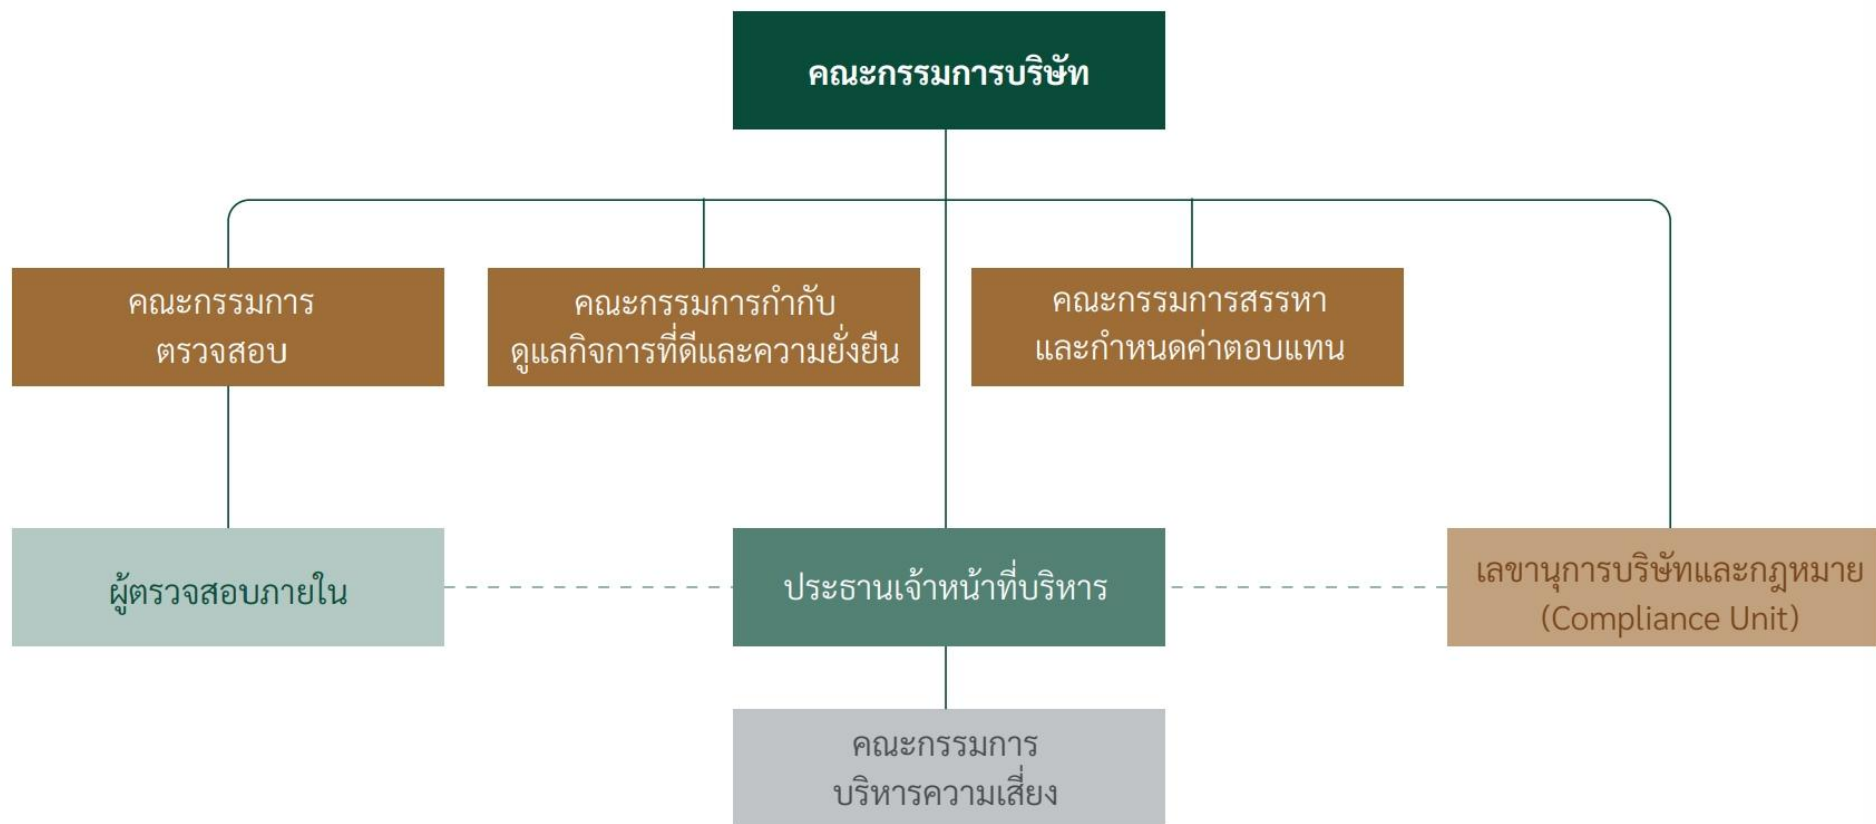 คณะกรรมการบริษัท
คณะกรรมการ
ตรวจสอบ
คณะกรรมการกำกับ
ดูแลกิจการที่ดีและความยั่งยืน
คณะกรรมการสรรหา
และกำหนดค่าตอบแทน
ผู้ตรวจสอบภายใน
ประธานเจ้าหน้าที่บริหาร
เลขานุการบริษัทและกฎหมาย
(Compliance Unit)
คณะกรรมการ
บริหารความเสี่ยง